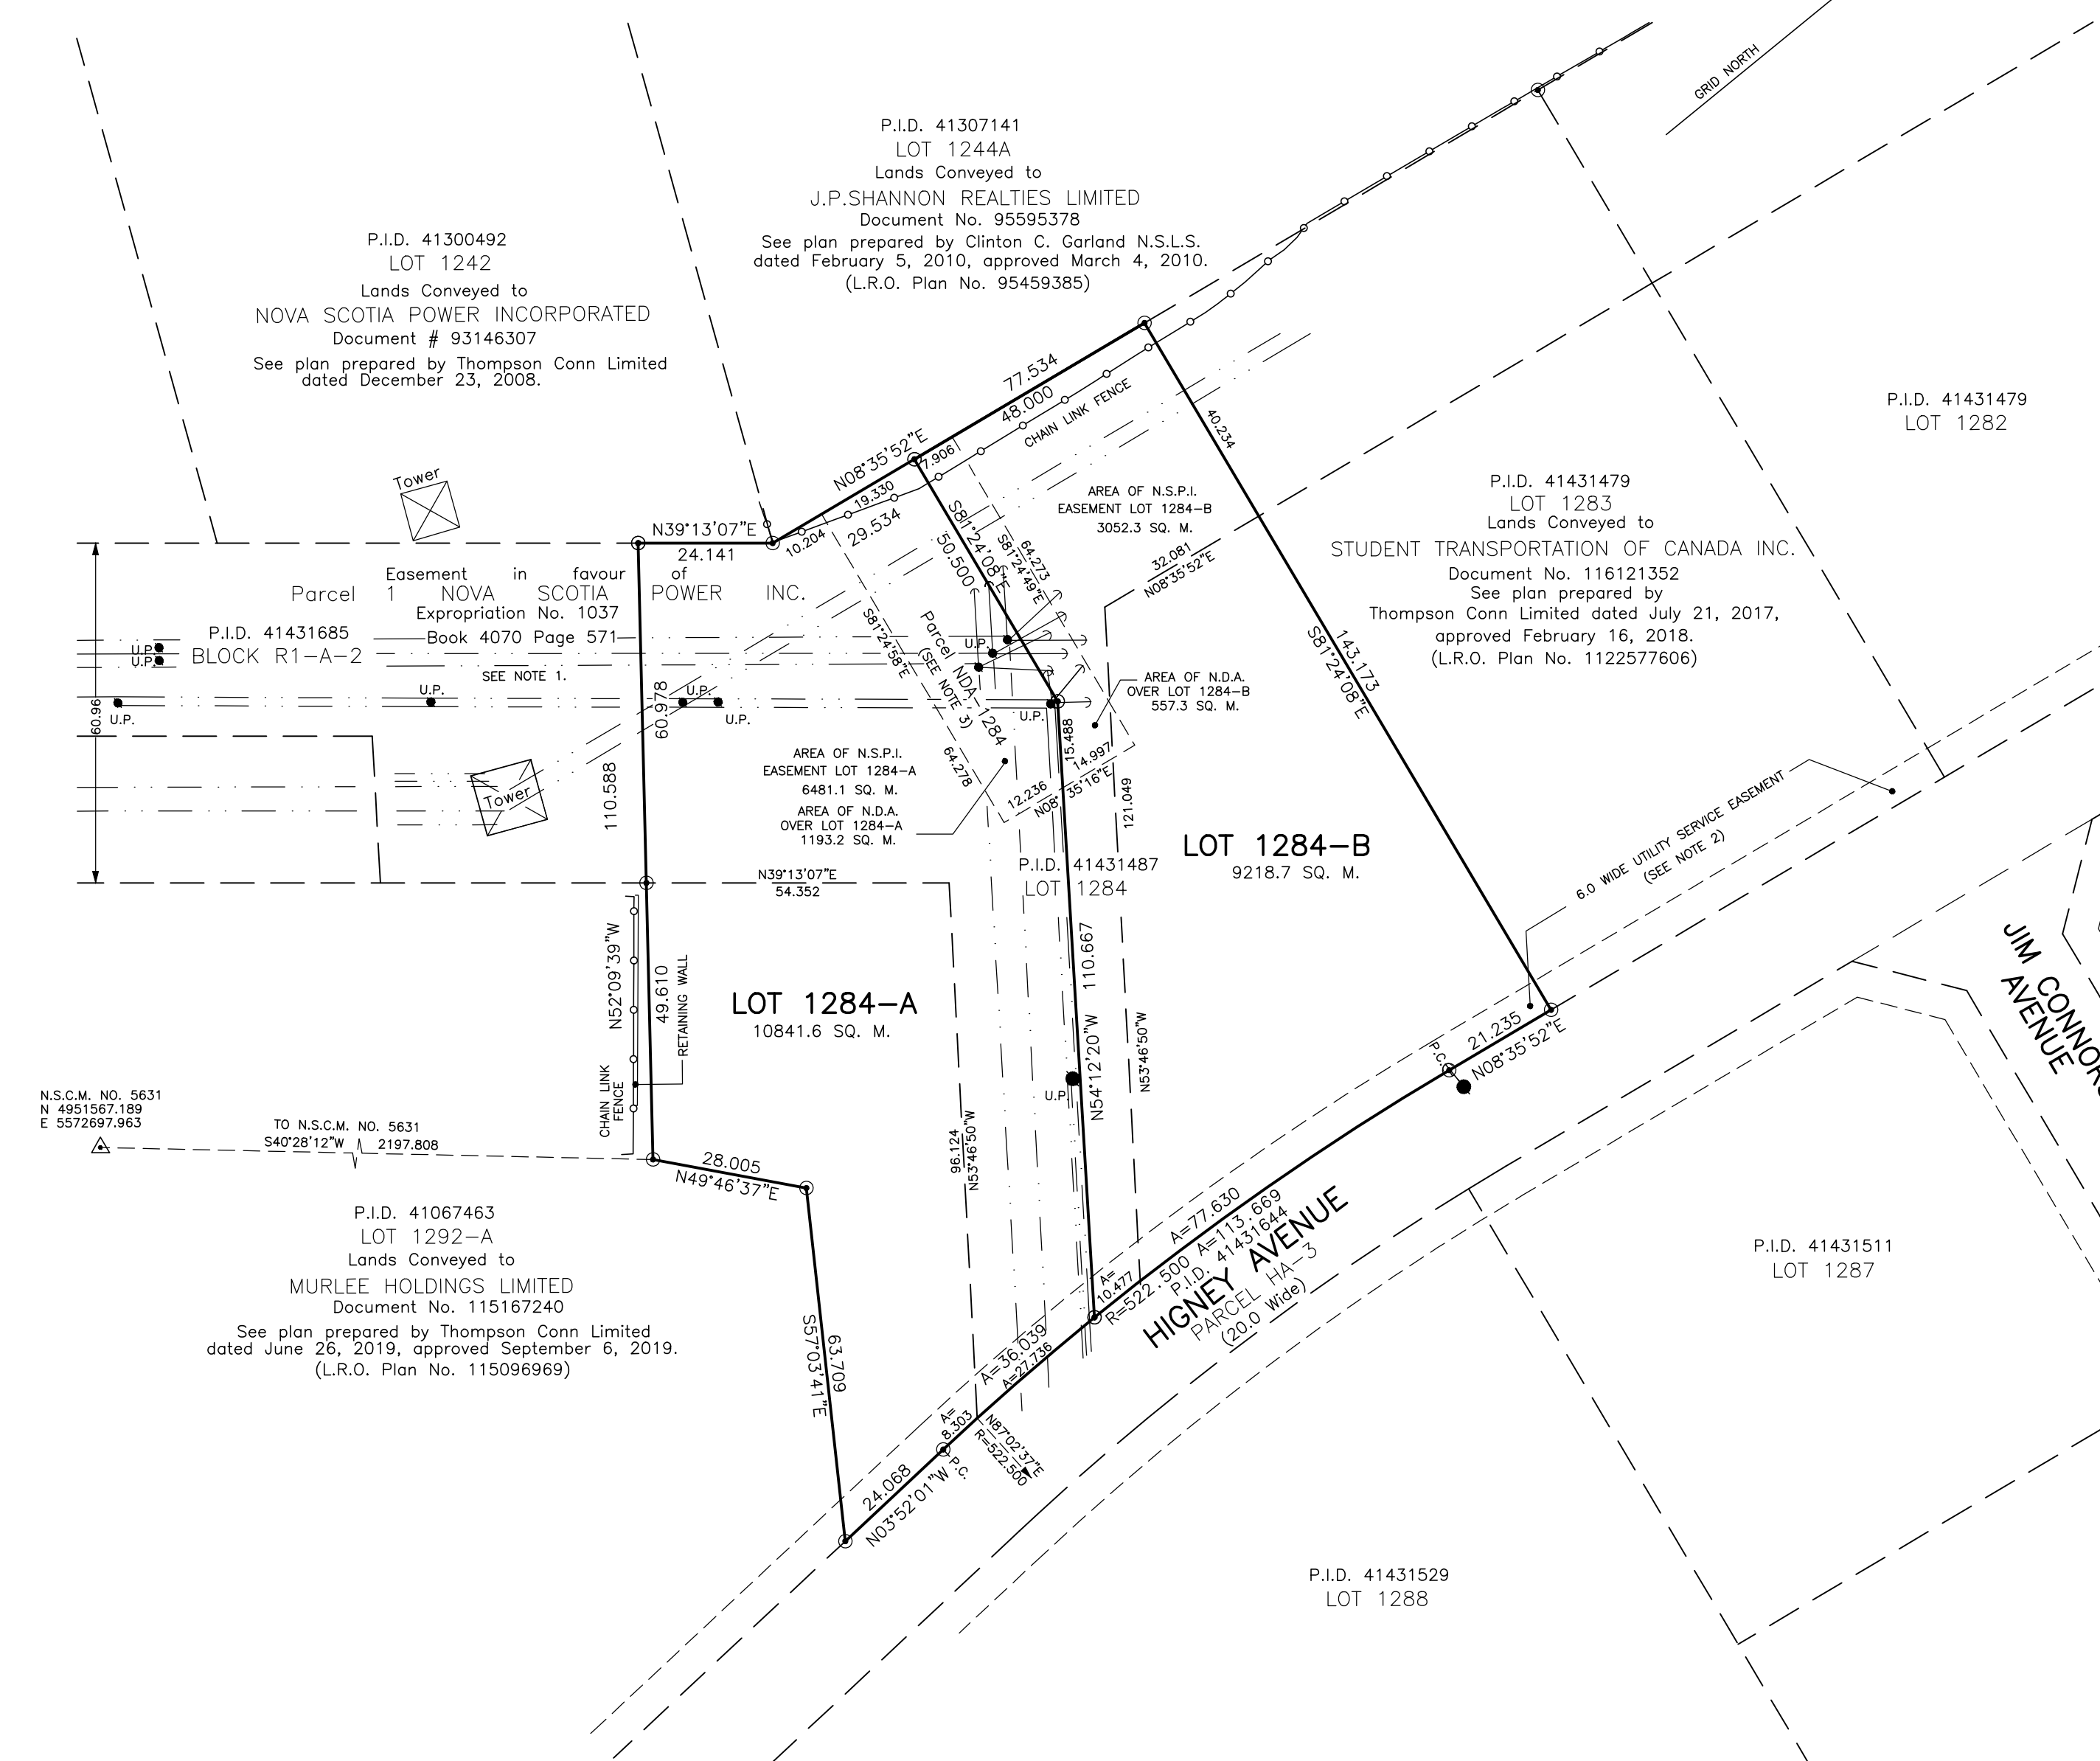 GRID NORTH
P.I.D. 41307141
LOT 1244A
Lands Conveyed to
J.P.SHANNON REALTIES LIMITED
Document No. 95595378
See plan prepared by Clinton C. Garland N.S.L.S.
dated February 5, 2010, approved March 4, 2010.
(L.R.O. Plan No. 95459385)
P.I.D. 41300492
LOT 1242
Lands Conveyed to
NOVA SCOTIA POWER INCORPORATED
Document # 93146307
See plan prepared by Thompson Conn Limited
dated December 23, 2008.
77.534
48.000
CHAIN LINK FENCE
40.234
P.I.D. 41431479
LOT 1282
Tower
N08°35'52"E
7.906
19.330
29.534
10.204
N39°13'07"E
24.141
S81°24'08"E
50.500
64.273
S81°24'49"E
AREA OF N.S.P.I.
EASEMENT LOT 1284-B
3052.3 SQ. M.
32.081
N08°35'52"E
P.I.D. 41431479
LOT 1283
Lands Conveyed to
STUDENT TRANSPORTATION OF CANADA INC.
Document No. 116121352
See plan prepared by
Thompson Conn Limited dated July 21, 2017,
approved February 16, 2018.
(L.R.O. Plan No. 1122577606)
Easement in favour of
Parcel 1 NOVA SCOTIA POWER INC.
Expropriation No. 1037
P.I.D. 41431685
Book 4070 Page 571
BLOCK R1-A-2
SEE NOTE 1.
U.P.
U.P.
U.P.
U.P.
U.P.
U.P.
U.P.
U.P.
60.96
60.978
110.588
S81°24'58"E
Parcel NDA-1284
(SEE NOTE 3)
64.278
143.173
S81°24'08"E
AREA OF N.D.A.
OVER LOT 1284-B
557.3 SQ. M.
15.488
14.997
12.236
N08°35'16"E
121.049
Tower
AREA OF N.S.P.I.
EASEMENT LOT 1284-A
6481.1 SQ. M.
AREA OF N.D.A.
OVER LOT 1284-A
1193.2 SQ. M.
6.0 WIDE UTILITY SERVICE EASEMENT
(SEE NOTE 2)
LOT 1284-B
9218.7 SQ. M.
P.I.D. 41431487
LOT 1284
N39°13'07"E
54.352
N52°09'39"W
49.610
RETAINING WALL
CHAIN LINK
FENCE
LOT 1284-A
10841.6 SQ. M.
110.667
N54°12'20"W
N53°46'50"W
U.P.
96.124
N53°46'50"W
21.235
N08°35'52"E
P.C.
JIM CONNORS
AVENUE
AVENUE
N.S.C.M. NO. 5631
N 4951567.189
E 5572697.963
TO N.S.C.M. NO. 5631
S40°28'12"W 2197.808
28.005
N49°46'37"E
P.I.D. 41067463
LOT 1292-A
Lands Conveyed to
MURLEE HOLDINGS LIMITED
Document No. 115167240
See plan prepared by Thompson Conn Limited
dated June 26, 2019, approved September 6, 2019.
(L.R.O. Plan No. 115096969)
S57°03'41"E
63.709
A=77.630
R=522.500 A=113.669
P.I.D. 41431644
HIGNEY AVENUE
PARCEL HA-3
(20.0 Wide)
A=
10.477
A=36.039
A=27.736
A=
8.303
N87°02'37"E
R=522.500
P.C.
24.068
N03°52'01"W
P.I.D. 41431511
LOT 1287
P.I.D. 41431529
LOT 1288